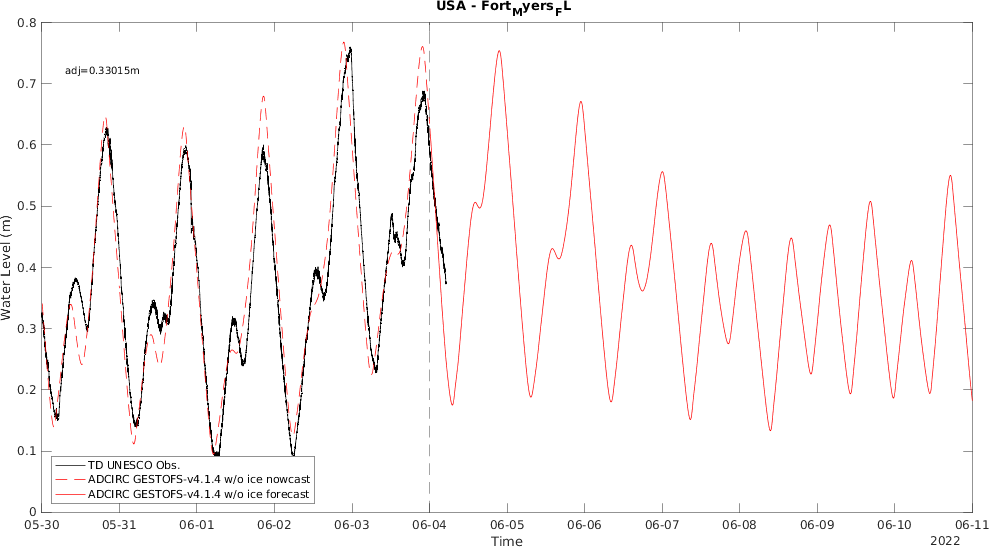 USA - FortMyersFL
0.8
0.7
0.6
0.5
0.4
0.3
0.2
0.1
0
Water Level (m)
adj=0.33015m
TD UNESCO Obs.
ADCIRC GESTOFS-v4.1.4 w/o ice nowcast
ADCIRC GESTOFS-v4.1.4 w/o ice forecast
05-30 05-31 06-01 06-02 06-03 06-04 06-05 06-06 06-07 06-08 06-09 06-10 06-11
Time
2022